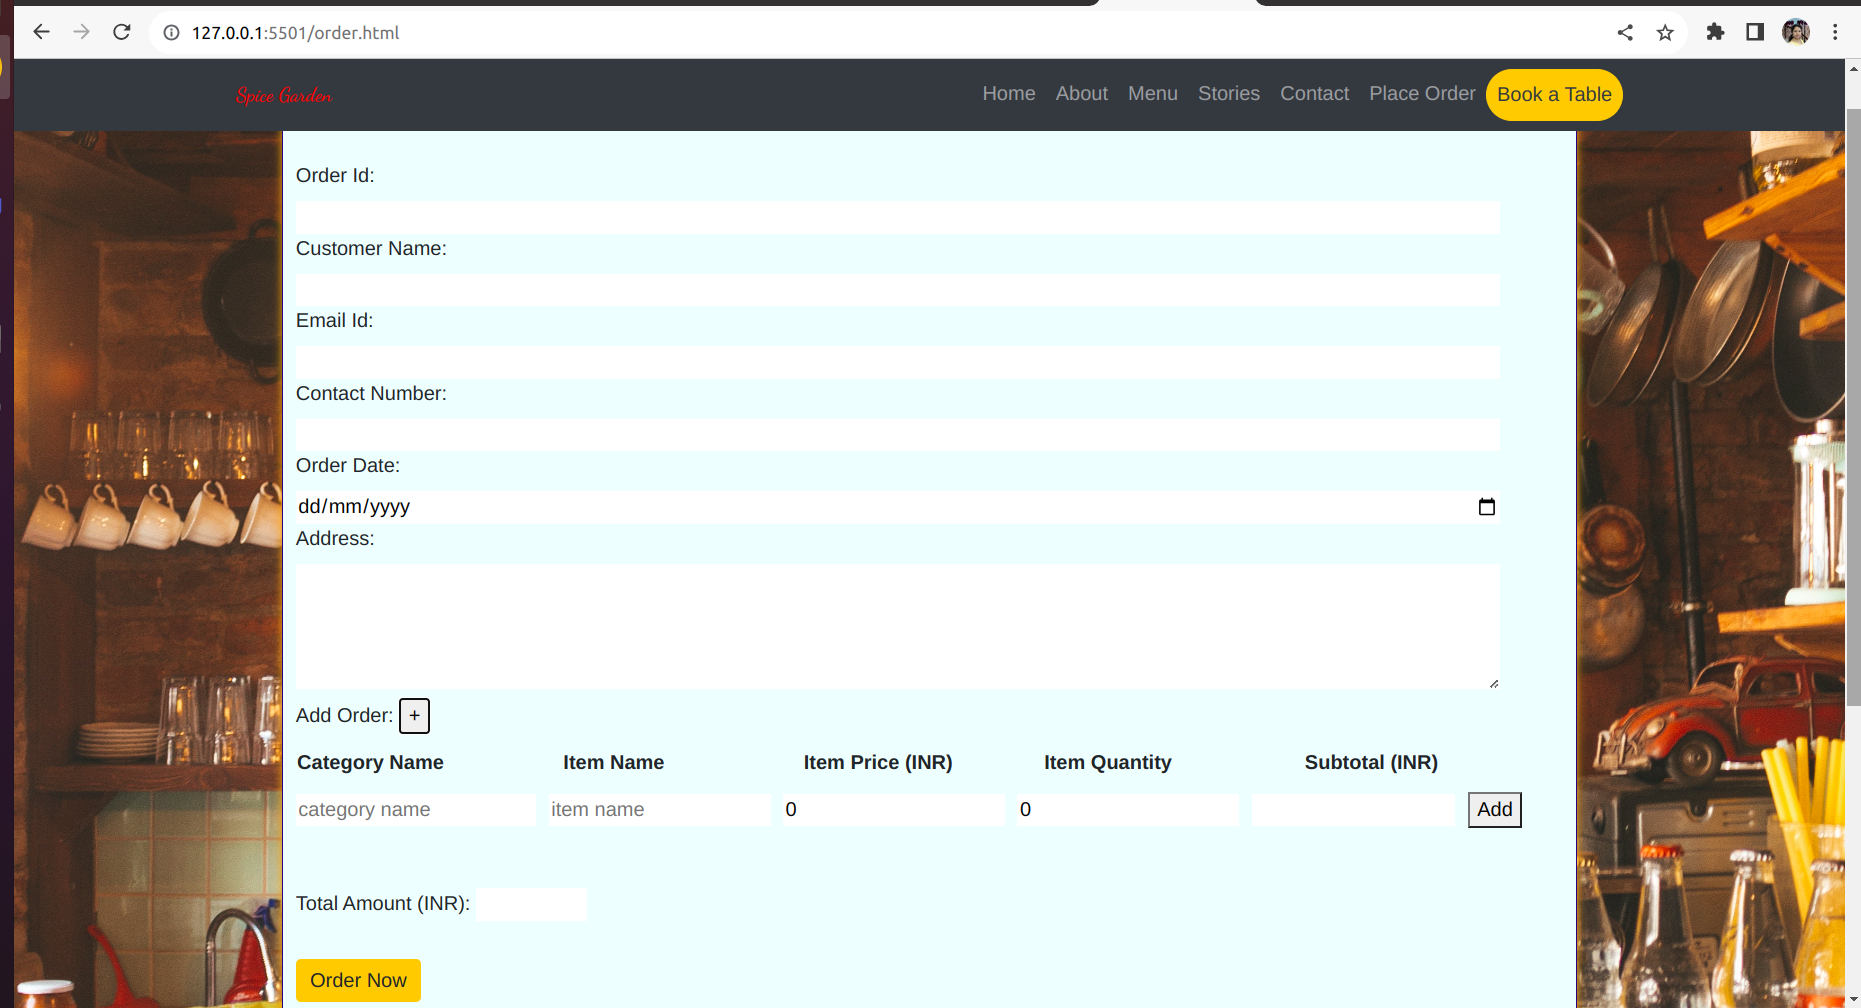 127.0.0.1:5501/order.html
Spice Garden Home About Menu Stories Contact Place Order Book a Table
Order Id:
Customer Name:
Email Id:
Contact Number:
Order Date:
dd/mm/yyyy
Address:
Add Order: +
Category Name Item Name Item Price (INR) Item Quantity Subtotal (INR)
category name item name 0 0 Add
Total Amount (INR):
Order Now